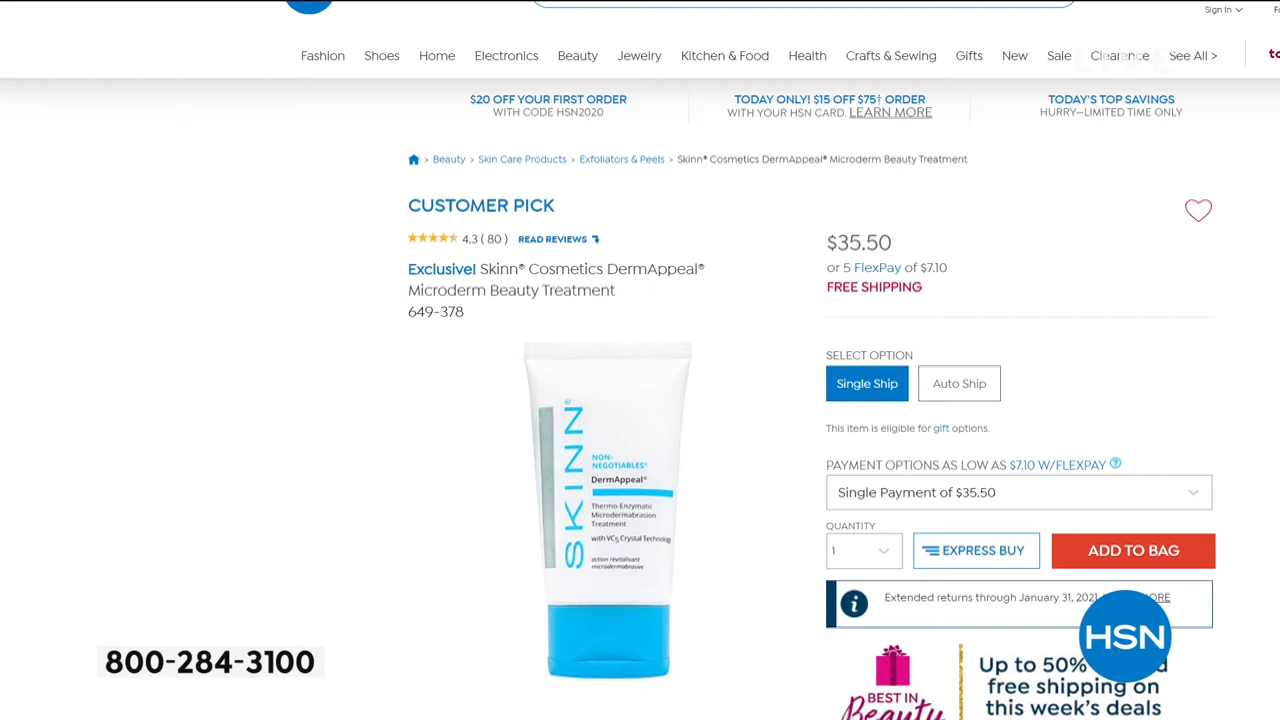 Sign In
Fashion Shoes Home Electronics Beauty Jewelry Kitchen & Food Health Crafts & Sewing Gifts New Sale Clearance See All >
LIVE
$20 OFF YOUR FIRST ORDER
WITH CODE HSN2020
TODAY ONLY! $15 OFF $75† ORDER
WITH YOUR HSN CARD. LEARN MORE
TODAY'S TOP SAVINGS
HURRY—LIMITED TIME ONLY
> Beauty > Skin Care Products > Exfoliators & Peels > Skinn® Cosmetics DermAppeal® Microderm Beauty Treatment
CUSTOMER PICK
4.3 ( 80 ) READ REVIEWS
Exclusive! Skinn® Cosmetics DermAppeal®
Microderm Beauty Treatment
649-378
SKINN®
NON-
NEGOTIABLES®
DermAppeal®
Thermo-Enzymatic
Microdermabrasion
Treatment
with VC5 Crystal Technology
action revitalisant
microdermabrasive
$35.50
or 5 FlexPay of $7.10
FREE SHIPPING
SELECT OPTION
Single Ship Auto Ship
This item is eligible for gift options.
PAYMENT OPTIONS AS LOW AS $7.10 W/FLEXPAY ?
Single Payment of $35.50
QUANTITY
1 EXPRESS BUY ADD TO BAG
i Extended returns through January 31, 2021.
HSN
BEST IN
Beauty
Up to 50%
free shipping on
this week's deals
800-284-3100